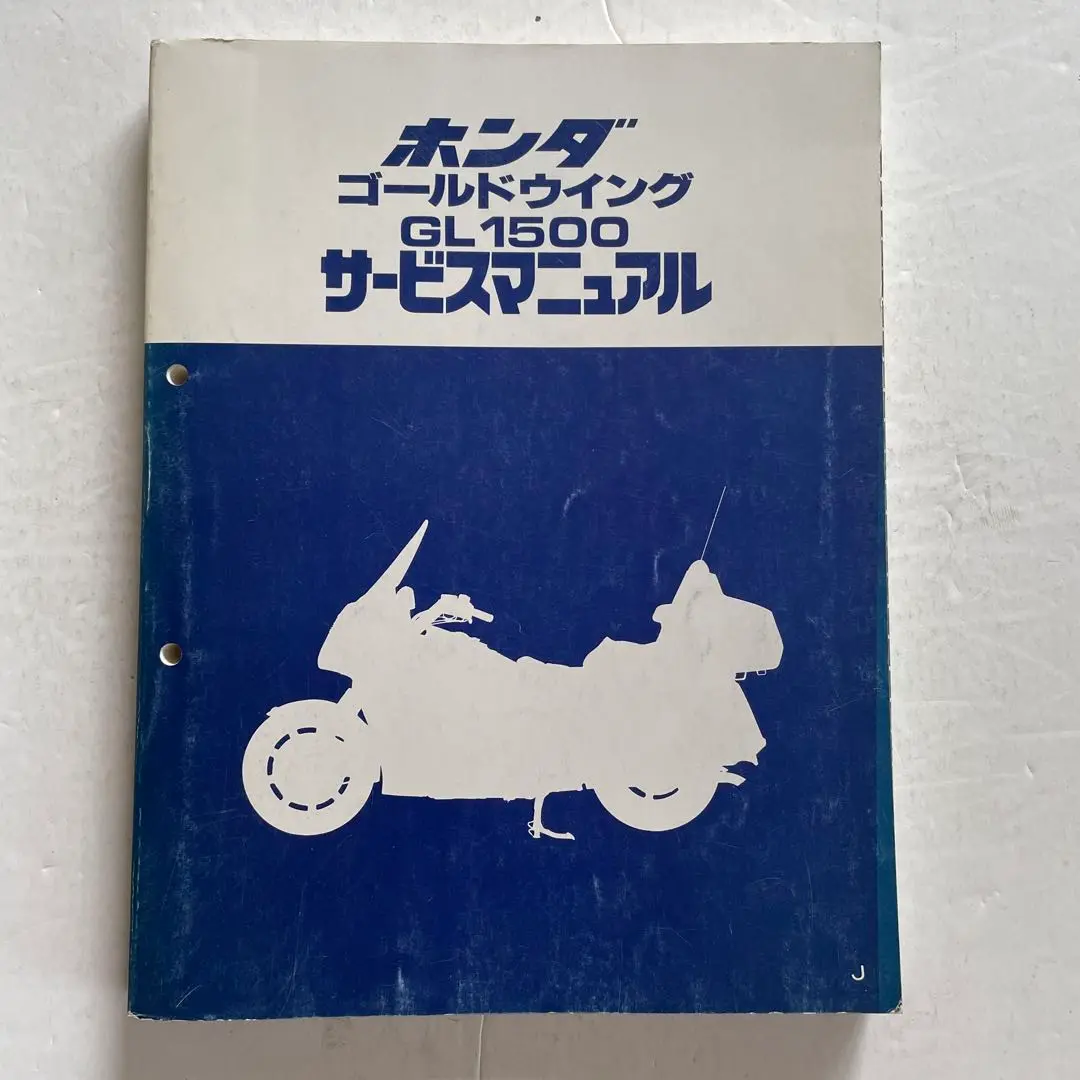 ホンダ
ゴールドウイング
GL1500
サービスマニュアル
J